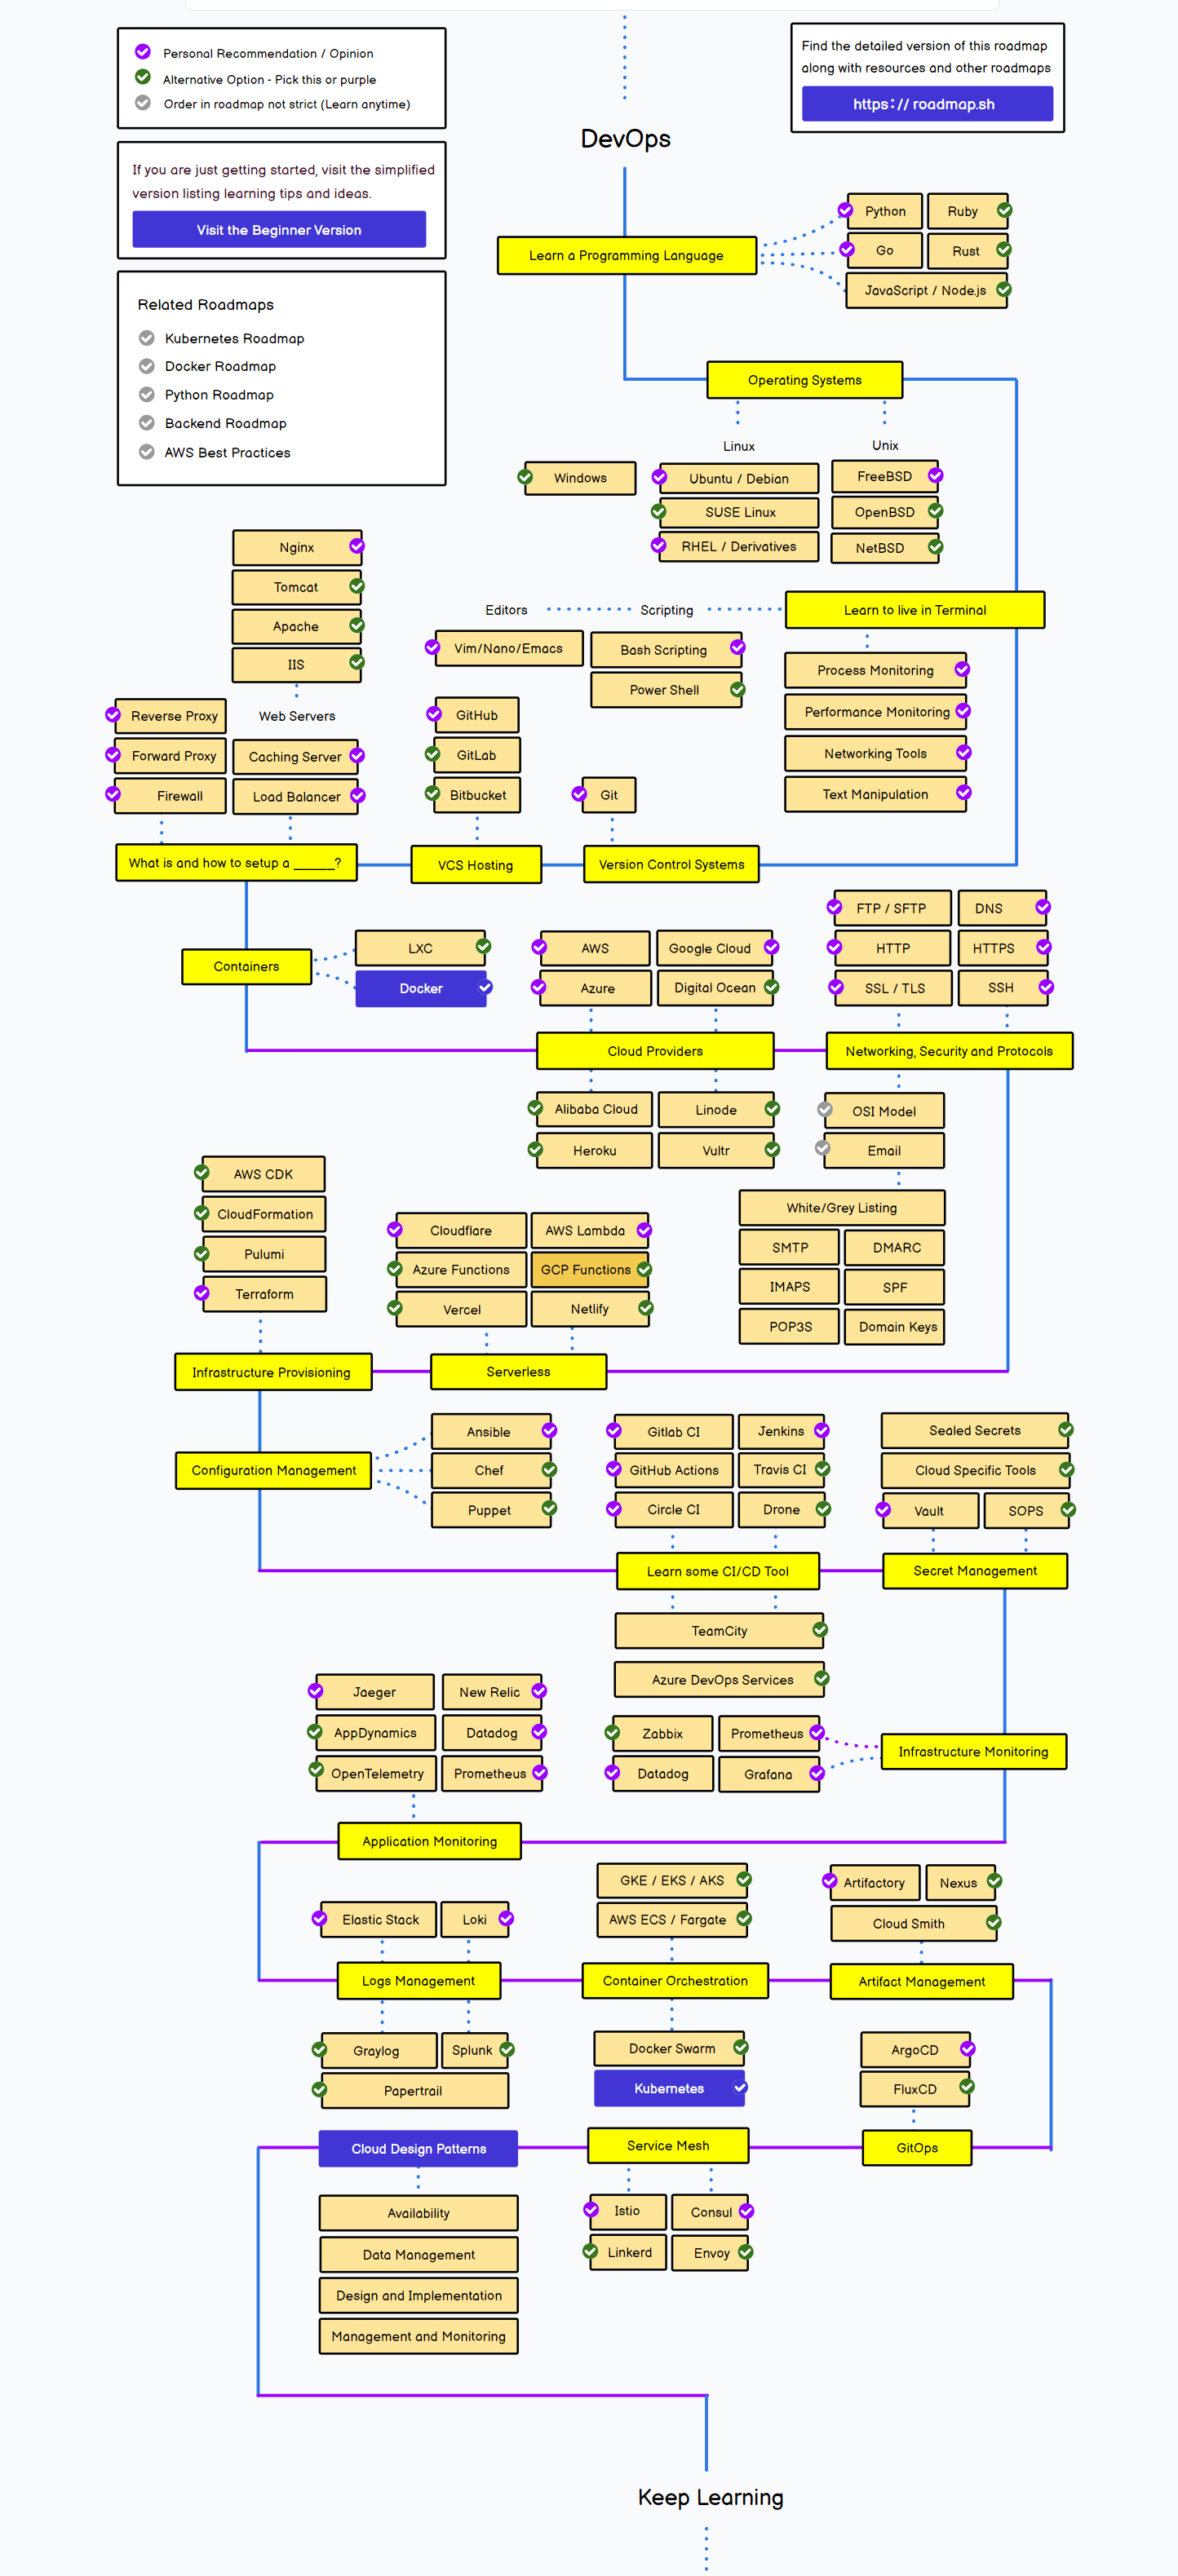 Personal Recommendation / Opinion
Alternative Option - Pick this or purple
Order in roadmap not strict (Learn anytime)
Find the detailed version of this roadmap
along with resources and other roadmaps
https://roadmap.sh
DevOps
If you are just getting started, visit the simplified
version listing learning tips and ideas.
Visit the Beginner Version
Related Roadmaps
Kubernetes Roadmap
Docker Roadmap
Python Roadmap
Backend Roadmap
AWS Best Practices
Learn a Programming Language
Python
Ruby
Go
Rust
JavaScript / Node.js
Operating Systems
Linux
Unix
Windows
Ubuntu / Debian
SUSE Linux
RHEL / Derivatives
FreeBSD
OpenBSD
NetBSD
Learn to live in Terminal
Scripting
Editors
Vim/Nano/Emacs
Bash Scripting
Power Shell
Process Monitoring
Performance Monitoring
Networking Tools
Text Manipulation
Git
Version Control Systems
GitHub
GitLab
Bitbucket
VCS Hosting
Nginx
Tomcat
Apache
IIS
Web Servers
Reverse Proxy
Forward Proxy
Firewall
Caching Server
Load Balancer
What is and how to setup a ______?
Containers
LXC
Docker
AWS
Google Cloud
Azure
Digital Ocean
Cloud Providers
Alibaba Cloud
Linode
Heroku
Vultr
FTP / SFTP
DNS
HTTP
HTTPS
SSL / TLS
SSH
Networking, Security and Protocols
OSI Model
Email
White/Grey Listing
SMTP
DMARC
IMAPS
SPF
POP3S
Domain Keys
Cloudflare
AWS Lambda
Azure Functions
GCP Functions
Vercel
Netlify
Serverless
AWS CDK
CloudFormation
Pulumi
Terraform
Infrastructure Provisioning
Configuration Management
Ansible
Chef
Puppet
Gitlab CI
Jenkins
GitHub Actions
Travis CI
Circle CI
Drone
Learn some CI/CD Tool
TeamCity
Azure DevOps Services
Sealed Secrets
Cloud Specific Tools
Vault
SOPS
Secret Management
Infrastructure Monitoring
Zabbix
Prometheus
Datadog
Grafana
Jaeger
New Relic
AppDynamics
Datadog
OpenTelemetry
Prometheus
Application Monitoring
Elastic Stack
Loki
Logs Management
Graylog
Splunk
Papertrail
GKE / EKS / AKS
AWS ECS / Fargate
Container Orchestration
Docker Swarm
Kubernetes
Artifactory
Nexus
Cloud Smith
Artifact Management
ArgoCD
FluxCD
GitOps
Service Mesh
Istio
Consul
Linkerd
Envoy
Cloud Design Patterns
Availability
Data Management
Design and Implementation
Management and Monitoring
Keep Learning